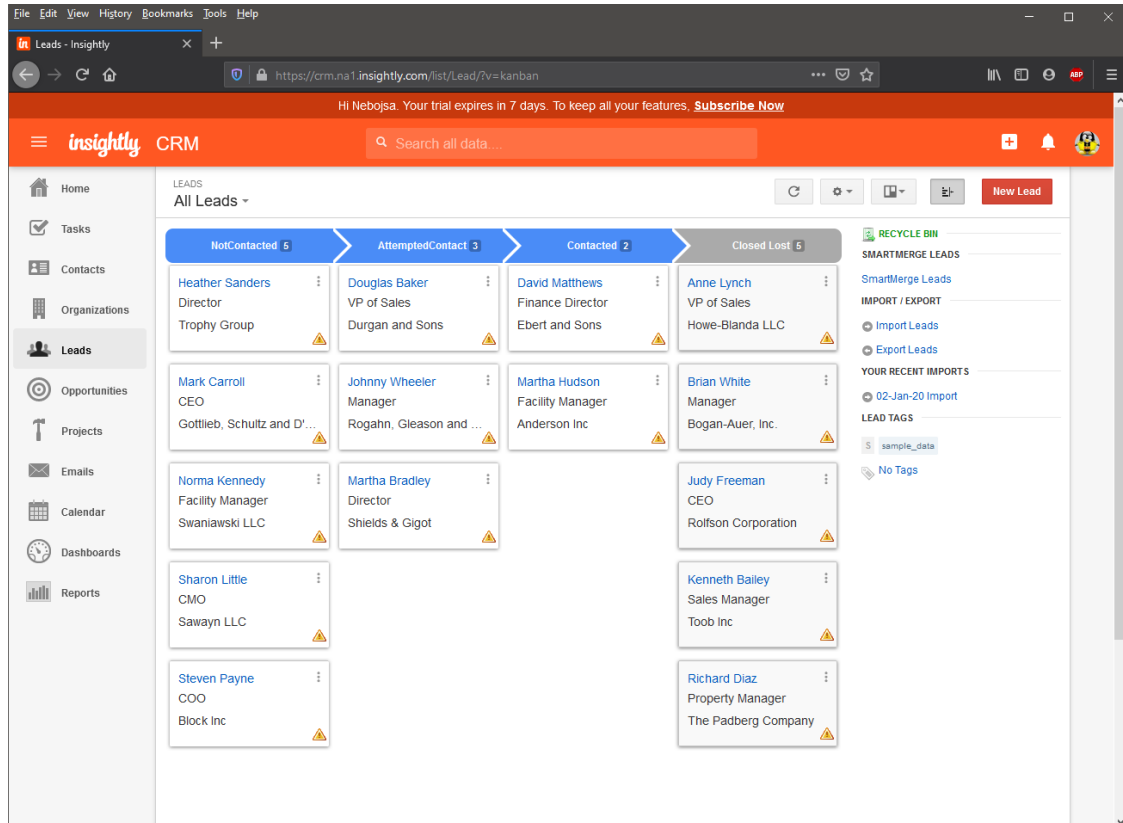 File Edit View History Bookmarks Tools Help
in Leads - Insightly
https://crm.na1.insightly.com/list/Lead/?v=kanban
ABP
Hi Nebojsa. Your trial expires in 7 days. To keep all your features, Subscribe Now
insightly CRM
Search all data....
Home
Tasks
Contacts
Organizations
Leads
Opportunities
Projects
Emails
Calendar
Dashboards
Reports
LEADS
All Leads
New Lead
NotContacted 5
Heather Sanders
Director
Trophy Group
Mark Carroll
CEO
Gottlieb, Schultz and D'...
Norma Kennedy
Facility Manager
Swaniawski LLC
Sharon Little
CMO
Sawayn LLC
Steven Payne
COO
Block Inc
AttemptedContact 3
Douglas Baker
VP of Sales
Durgan and Sons
Johnny Wheeler
Manager
Rogahn, Gleason and ...
Martha Bradley
Director
Shields & Gigot
Contacted 2
David Matthews
Finance Director
Ebert and Sons
Martha Hudson
Facility Manager
Anderson Inc
Closed Lost 5
Anne Lynch
VP of Sales
Howe-Blanda LLC
Brian White
Manager
Bogan-Auer, Inc.
Judy Freeman
CEO
Rolfson Corporation
Kenneth Bailey
Sales Manager
Toob Inc
Richard Diaz
Property Manager
The Padberg Company
RECYCLE BIN
SMARTMERGE LEADS
SmartMerge Leads
IMPORT / EXPORT
Import Leads
Export Leads
YOUR RECENT IMPORTS
02-Jan-20 Import
LEAD TAGS
S sample_data
No Tags